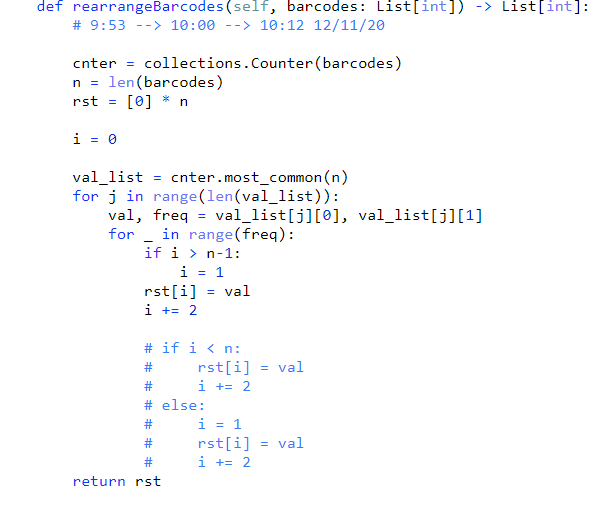 def rearrangeBarcodes(self, barcodes: List[int]) -> List[int]:
    # 9:53 --> 10:00 --> 10:12 12/11/20

    cnter = collections.Counter(barcodes)
    n = len(barcodes)
    rst = [0] * n

    i = 0

    val_list = cnter.most_common(n)
    for j in range(len(val_list)):
        val, freq = val_list[j][0], val_list[j][1]
        for _ in range(freq):
            if i > n-1:
                i = 1
            rst[i] = val
            i += 2

            # if i < n:
            #     rst[i] = val
            #     i += 2
            # else:
            #     i = 1
            #     rst[i] = val
            #     i += 2
    return rst